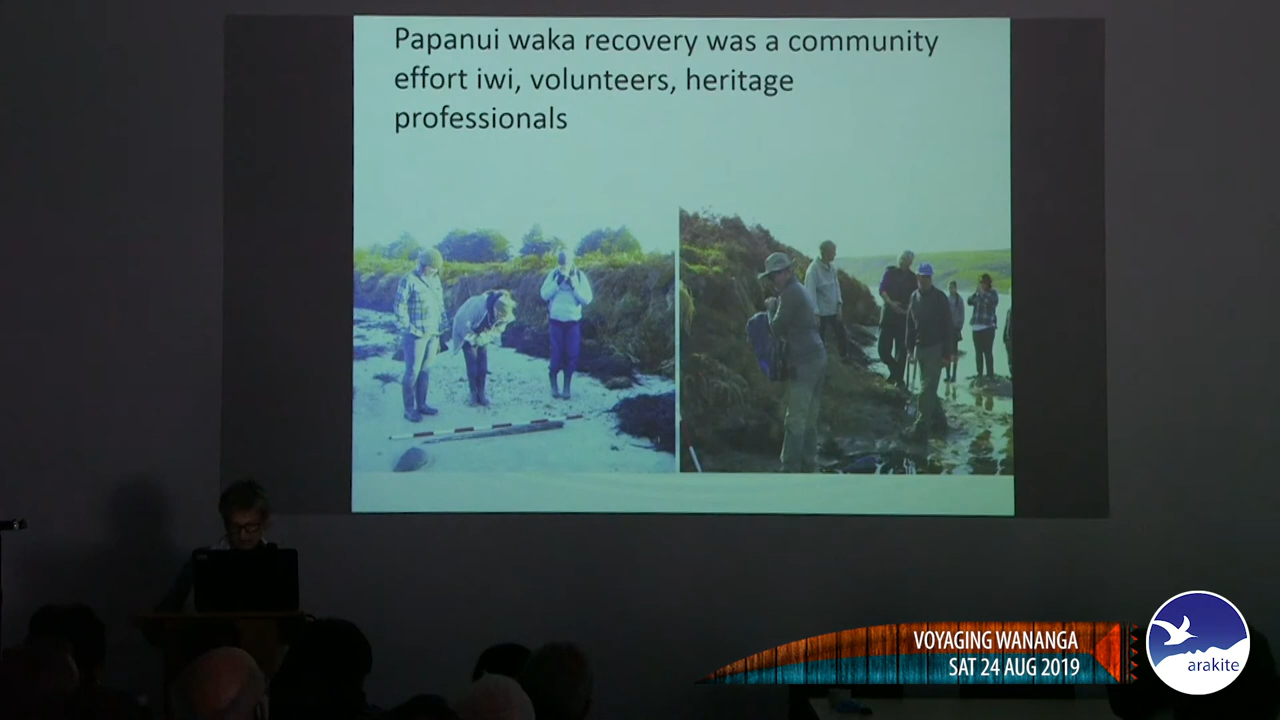 Papanui waka recovery was a community
effort iwi, volunteers, heritage
professionals
VOYAGING WANANGA
SAT 24 AUG 2019
arakite